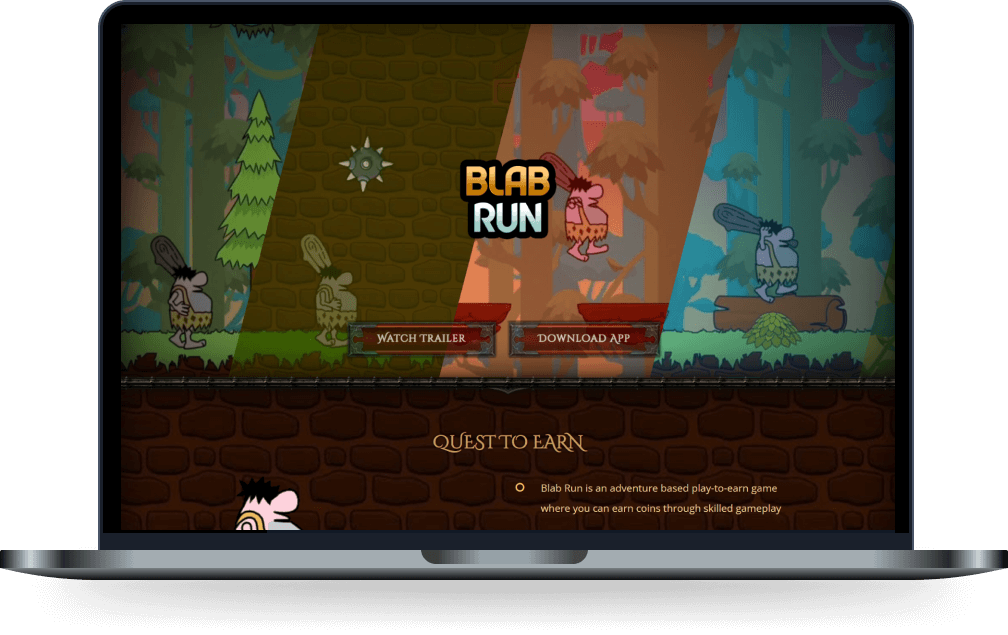 BLAB
RUN
WATCH TRAILER
DOWNLOAD APP
QUEST TO EARN
Blab Run is an adventure based play-to-earn game
where you can earn coins through skilled gameplay